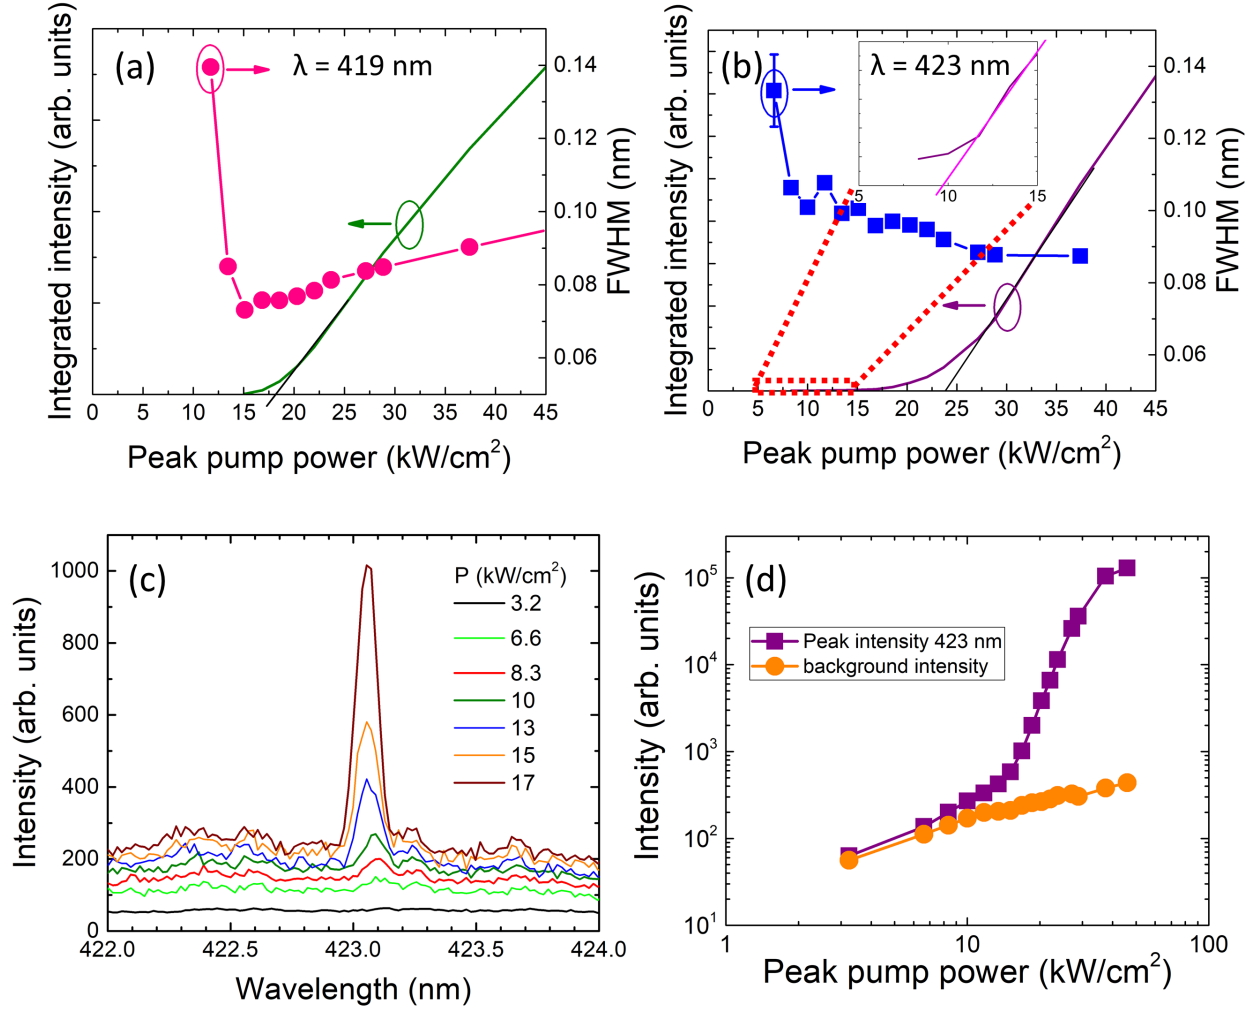 (a)
λ = 419 nm
Integrated intensity (arb. units)
0.14
0.12
0.10
0.08
0.06
FWHM (nm)
0 5 10 15 20 25 30 35 40 45
Peak pump power (kW/cm²)
(b)
λ = 423 nm
5 10 15
Integrated intensity (arb. units)
0.14
0.12
0.10
0.08
0.06
FWHM (nm)
0 5 10 15 20 25 30 35 40 45
Peak pump power (kW/cm²)
(c)
P (kW/cm²)
3.2
6.6
8.3
10
13
15
17
Intensity (arb. units)
1000
800
600
400
200
0
422.0 422.5 423.0 423.5 424.0
Wavelength (nm)
(d)
Peak intensity 423 nm
background intensity
Intensity (arb. units)
10⁵
10⁴
10³
10²
10¹
1 10 100
Peak pump power (kW/cm²)